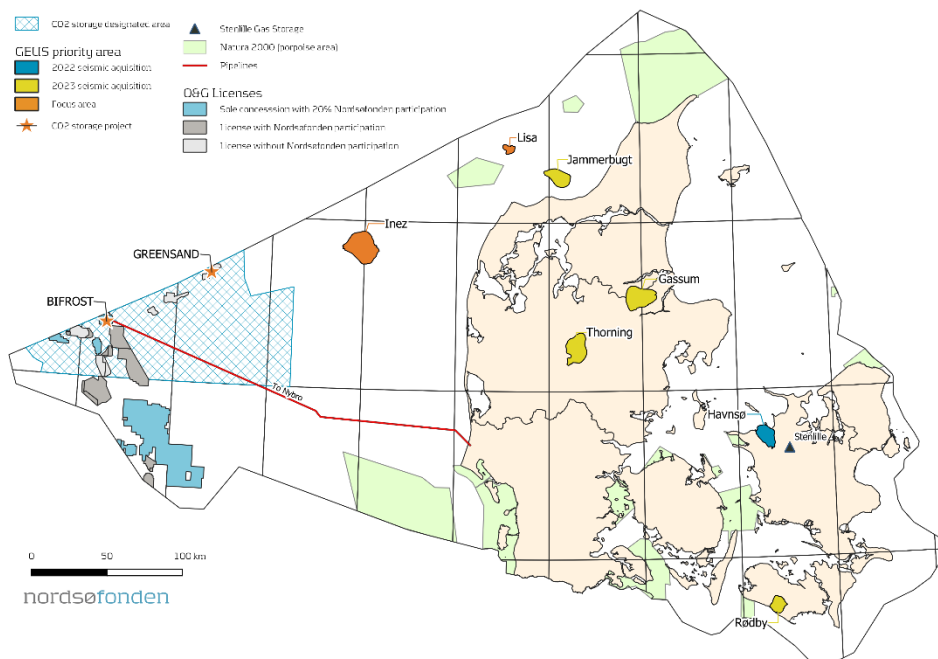 CO2 storage designated area
GEUS priority area
2022 seismic aquisition
2023 seismic aquisition
Focus area
CO2 storage project
Stenlille Gas Storage
Natura 2000 (porpoise area)
Pipelines
O&G Licenses
Sole concesssion with 20% Nordsøfonden participation
License with Nordsøfonden participation
License without Nordsøfonden participation
Lisa
Jammerbugt
Inez
GREENSAND
Gassum
BIFROST
Thorning
To Nybro
Havnsø
Stenlille
Rødby
0 50 100 km
nordsøfonden